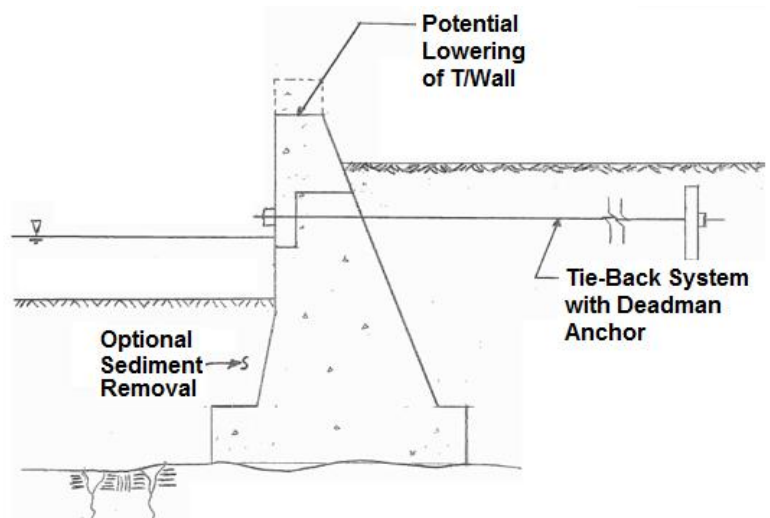 Potential
Lowering
of T/Wall
Tie-Back System
with Deadman
Anchor
Optional
Sediment
Removal